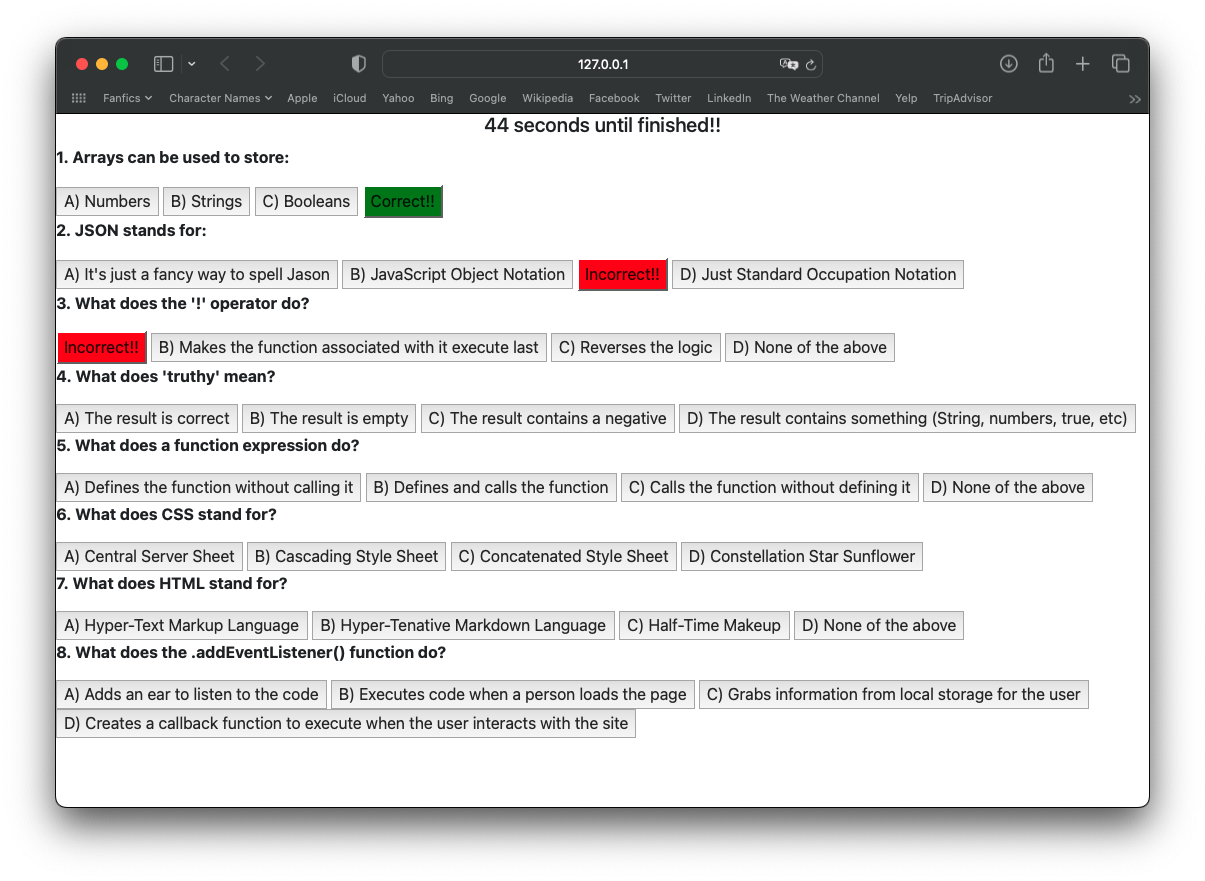 127.0.0.1
Fanfics Character Names Apple iCloud Yahoo Bing Google Wikipedia Facebook Twitter LinkedIn The Weather Channel Yelp TripAdvisor
44 seconds until finished!!
1. Arrays can be used to store:
A) Numbers B) Strings C) Booleans Correct!!
2. JSON stands for:
A) It's just a fancy way to spell Jason B) JavaScript Object Notation Incorrect!! D) Just Standard Occupation Notation
3. What does the '!' operator do?
Incorrect!! B) Makes the function associated with it execute last C) Reverses the logic D) None of the above
4. What does 'truthy' mean?
A) The result is correct B) The result is empty C) The result contains a negative D) The result contains something (String, numbers, true, etc)
5. What does a function expression do?
A) Defines the function without calling it B) Defines and calls the function C) Calls the function without defining it D) None of the above
6. What does CSS stand for?
A) Central Server Sheet B) Cascading Style Sheet C) Concatenated Style Sheet D) Constellation Star Sunflower
7. What does HTML stand for?
A) Hyper-Text Markup Language B) Hyper-Tenative Markdown Language C) Half-Time Makeup D) None of the above
8. What does the .addEventListener() function do?
A) Adds an ear to listen to the code B) Executes code when a person loads the page C) Grabs information from local storage for the user
D) Creates a callback function to execute when the user interacts with the site